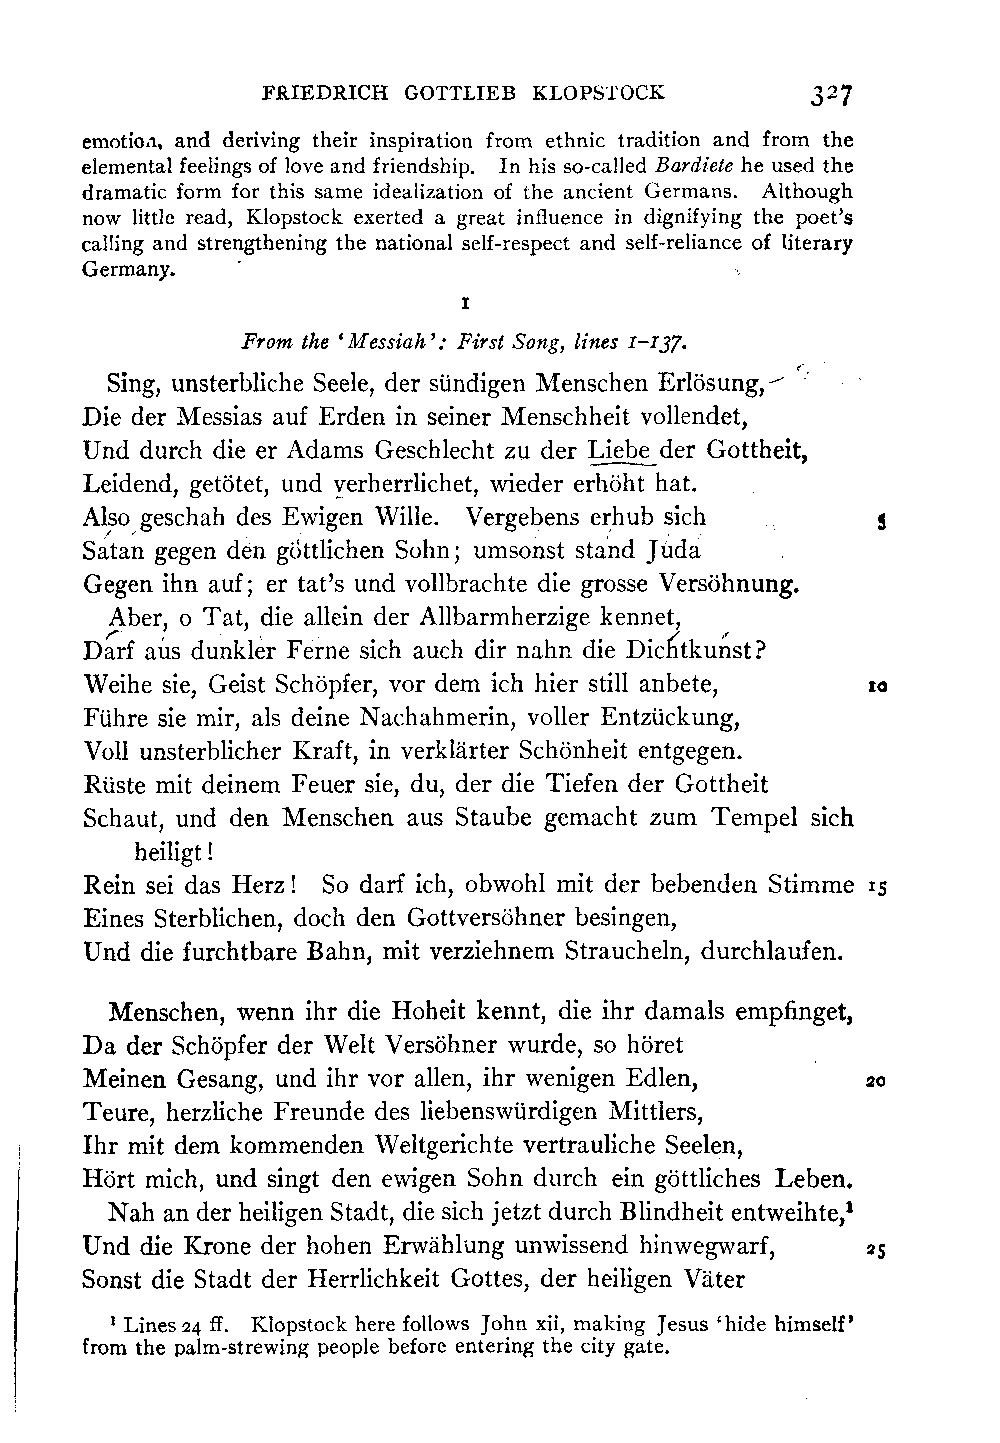 FRIEDRICH GOTTLIEB KLOPSTOCK 327
emotion, and deriving their inspiration from ethnic tradition and from the
elemental feelings of love and friendship. In his so-called Bardiete he used the
dramatic form for this same idealization of the ancient Germans. Although
now little read, Klopstock exerted a great influence in dignifying the poet's
calling and strengthening the national self-respect and self-reliance of literary
Germany.
1
From the 'Messiah': First Song, lines 1-137.
Sing, unsterbliche Seele, der sündigen Menschen Erlösung,
Die der Messias auf Erden in seiner Menschheit vollendet,
Und durch die er Adams Geschlecht zu der Liebe der Gottheit,
Leidend, getötet, und verherrlichet, wieder erhöht hat.
Also geschah des Ewigen Wille. Vergebens erhub sich 5
Satan gegen den göttlichen Sohn; umsonst stand Juda
Gegen ihn auf; er tat's und vollbrachte die grosse Versöhnung.
Aber, o Tat, die allein der Allbarmherzige kennet,
Darf aus dunkler Ferne sich auch dir nahn die Dichtkunst?
Weihe sie, Geist Schöpfer, vor dem ich hier still anbete, 10
Führe sie mir, als deine Nachahmerin, voller Entzückung,
Voll unsterblicher Kraft, in verklärter Schönheit entgegen.
Rüste mit deinem Feuer sie, du, der die Tiefen der Gottheit
Schaut, und den Menschen aus Staube gemacht zum Tempel sich
heiligt!
Rein sei das Herz! So darf ich, obwohl mit der bebenden Stimme 15
Eines Sterblichen, doch den Gottversöhner besingen,
Und die furchtbare Bahn, mit verziehnem Straucheln, durchlaufen.
Menschen, wenn ihr die Hoheit kennt, die ihr damals empfinget,
Da der Schöpfer der Welt Versöhner wurde, so höret
Meinen Gesang, und ihr vor allen, ihr wenigen Edlen, 20
Teure, herzliche Freunde des liebenswürdigen Mittlers,
Ihr mit dem kommenden Weltgerichte vertrauliche Seelen,
Hört mich, und singt den ewigen Sohn durch ein göttliches Leben.
Nah an der heiligen Stadt, die sich jetzt durch Blindheit entweihte,¹
Und die Krone der hohen Erwählung unwissend hinwegwarf, 25
Sonst die Stadt der Herrlichkeit Gottes, der heiligen Väter
¹ Lines 24 ff. Klopstock here follows John xii, making Jesus 'hide himself'
from the palm-strewing people before entering the city gate.